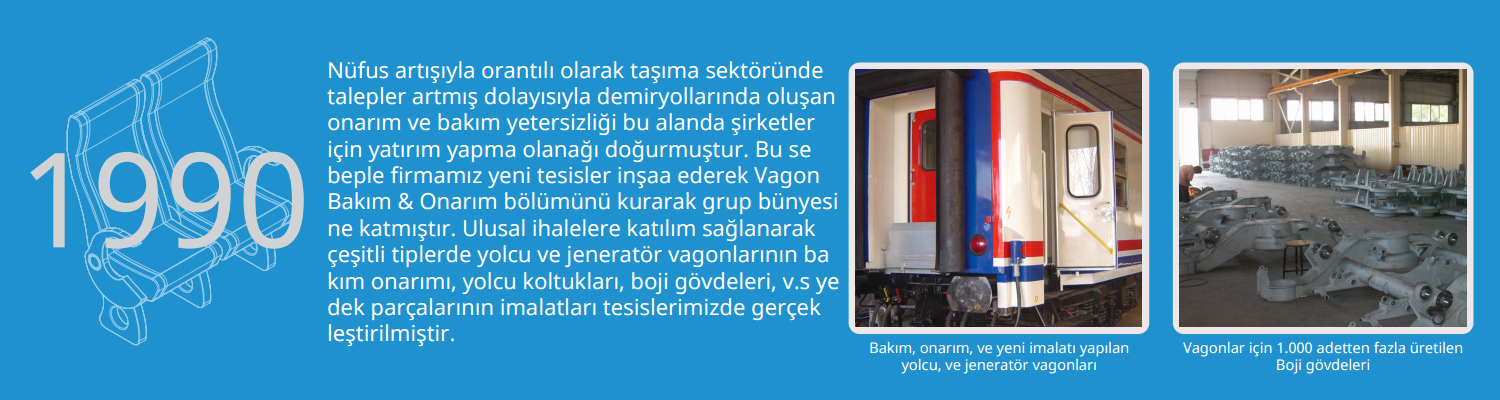 1990
Nüfus artışıyla orantılı olarak taşıma sektöründe
talepler artmış dolayısıyla demiryollarında oluşan
onarım ve bakım yetersizliği bu alanda şirketler
için yatırım yapma olanağı doğurmuştur. Bu se
beple firmamız yeni tesisler inşaa ederek Vagon
Bakım & Onarım bölümünü kurarak grup bünyesi
ne katmıştır. Ulusal ihalelere katılım sağlanarak
çeşitli tiplerde yolcu ve jeneratör vagonlarının ba
kım onarımı, yolcu koltukları, boji gövdeleri, v.s ye
dek parçalarının imalatları tesislerimizde gerçek
leştirilmiştir.
Bakım, onarım, ve yeni imalatı yapılan
yolcu, ve jeneratör vagonları
Vagonlar için 1.000 adetten fazla üretilen
Boji gövdeleri